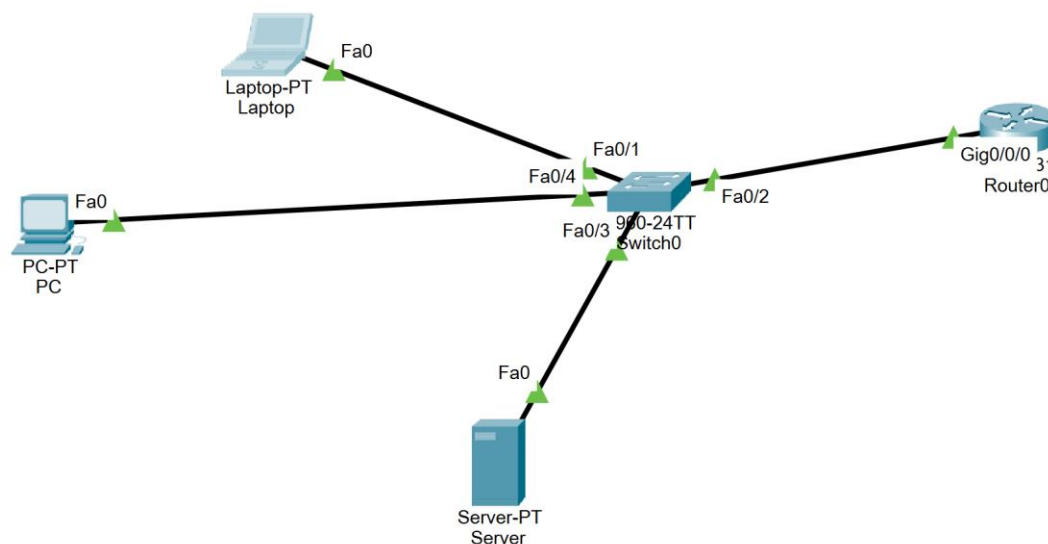 Fa0
Laptop-PT
Laptop
Fa0/1
Fa0/4
Gig0/0/0
Router0
Fa0
Fa0/2
960-24TT
Fa0/3
Switch0
PC-PT
PC
Fa0
Server-PT
Server